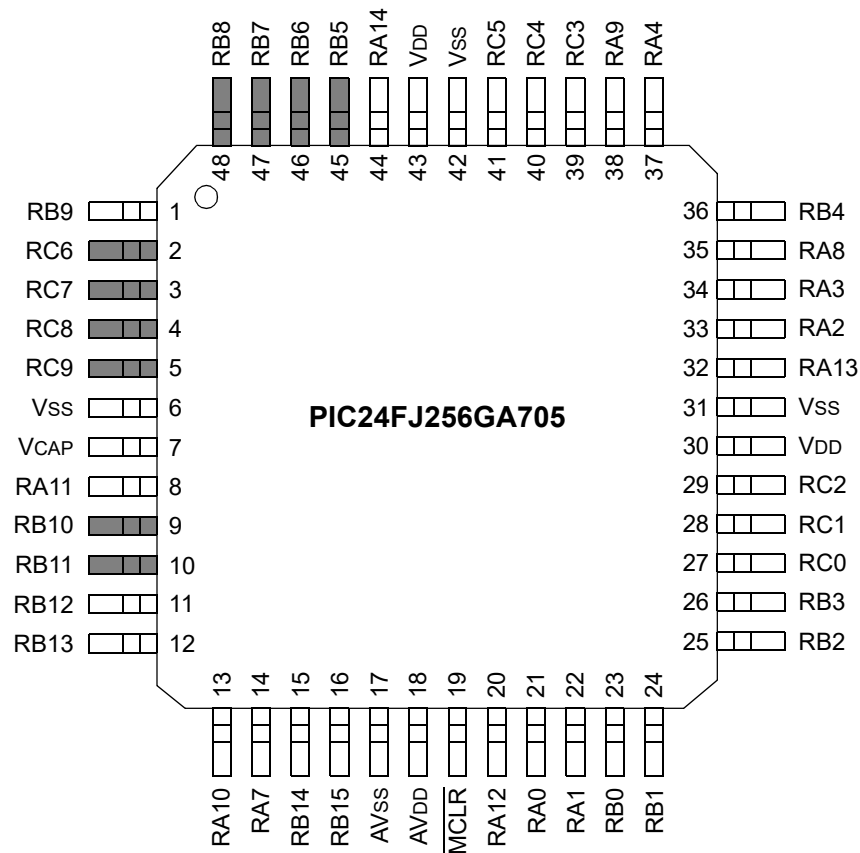 RB8 RB7 RB6 RB5 RA14 VDD VSS RC5 RC4 RC3 RA9 RA4
48 47 46 45 44 43 42 41 40 39 38 37
RB9 1 36 RB4
RC6 2 35 RA8
RC7 3 34 RA3
RC8 4 33 RA2
RC9 5 32 RA13
VSS 6 PIC24FJ256GA705 31 VSS
VCAP 7 30 VDD
RA11 8 29 RC2
RB10 9 28 RC1
RB11 10 27 RC0
RB12 11 26 RB3
RB13 12 25 RB2
13 14 15 16 17 18 19 20 21 22 23 24
RA10 RA7 RB14 RB15 AVSS AVDD MCLR RA12 RA0 RA1 RB0 RB1